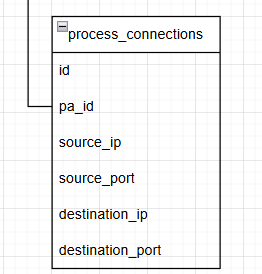 process_connections
id
pa_id
source_ip
source_port
destination_ip
destination_port